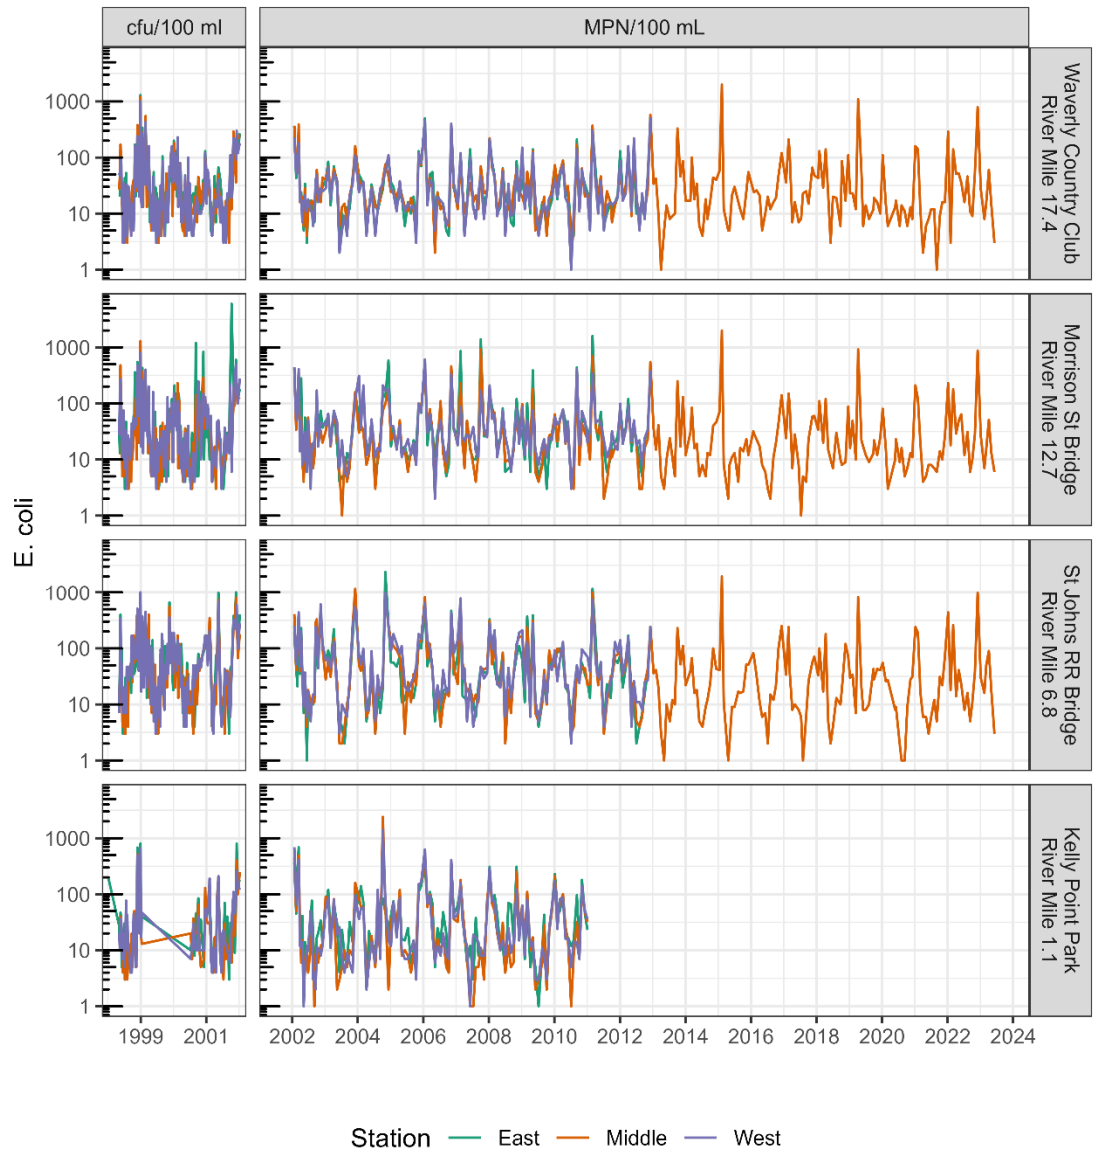 cfu/100 ml
MPN/100 mL
E. coli
1000
100
10
1
Waverly Country Club
River Mile 17.4
1000
100
10
1
Morrison St Bridge
River Mile 12.7
1000
100
10
1
St Johns RR Bridge
River Mile 6.8
1000
100
10
1
Kelly Point Park
River Mile 1.1
1999 2001
2002 2004 2006 2008 2010 2012 2014 2016 2018 2020 2022 2024
Station East Middle West